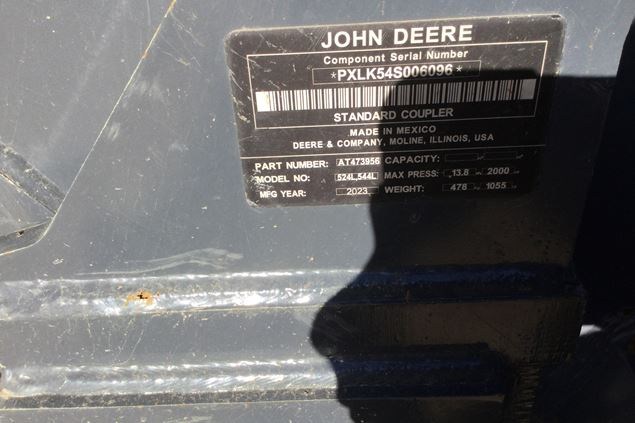 JOHN DEERE
Component Serial Number
*PXLK54S006096*
STANDARD COUPLER
MADE IN MEXICO
DEERE & COMPANY, MOLINE, ILLINOIS, USA
PART NUMBER: AT473956 CAPACITY:
MODEL NO: 524L,544L MAX PRESS: 13.8 2000
MFG YEAR: 2023 WEIGHT: 478 1055